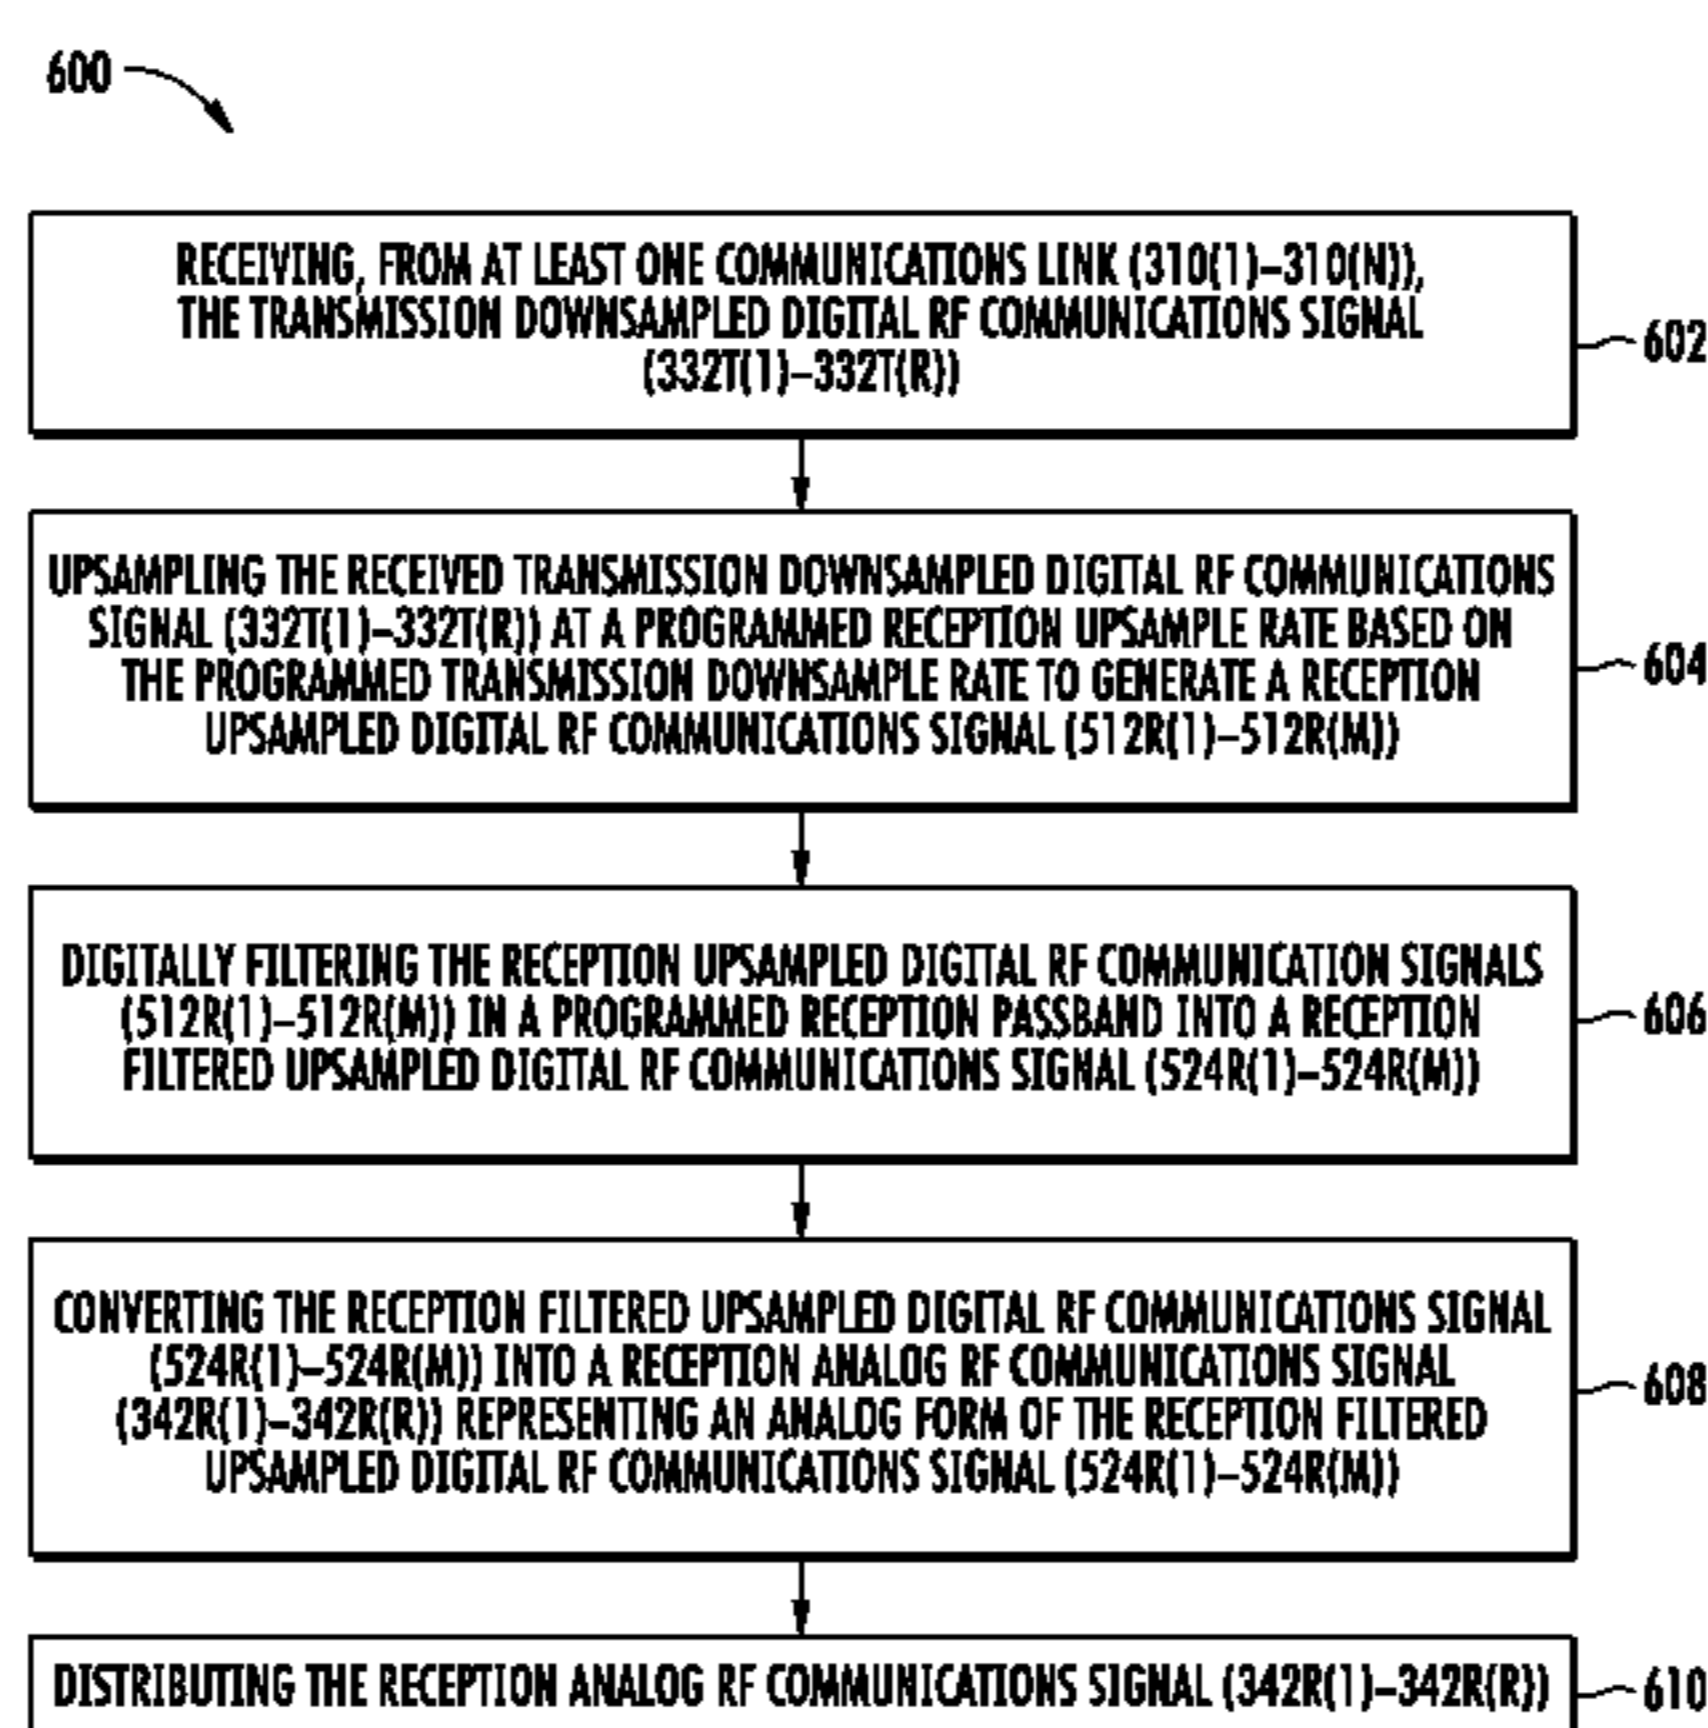 600
RECEIVING, FROM AT LEAST ONE COMMUNICATIONS LINK (310(1)–310(N)),
THE TRANSMISSION DOWNSAMPLED DIGITAL RF COMMUNICATIONS SIGNAL
(332T(1)–332T(R))
602
UPSAMPLING THE RECEIVED TRANSMISSION DOWNSAMPLED DIGITAL RF COMMUNICATIONS
SIGNAL (332T(1)–332T(R)) AT A PROGRAMMED RECEPTION UPSAMPLE RATE BASED ON
THE PROGRAMMED TRANSMISSION DOWNSAMPLE RATE TO GENERATE A RECEPTION
UPSAMPLED DIGITAL RF COMMUNICATIONS SIGNAL (512R(1)–512R(M))
604
DIGITALLY FILTERING THE RECEPTION UPSAMPLED DIGITAL RF COMMUNICATION SIGNALS
(512R(1)–512R(M)) IN A PROGRAMMED RECEPTION PASSBAND INTO A RECEPTION
FILTERED UPSAMPLED DIGITAL RF COMMUNICATIONS SIGNAL (524R(1)–524R(M))
606
CONVERTING THE RECEPTION FILTERED UPSAMPLED DIGITAL RF COMMUNICATIONS SIGNAL
(524R(1)–524R(M)) INTO A RECEPTION ANALOG RF COMMUNICATIONS SIGNAL
(342R(1)–342R(R)) REPRESENTING AN ANALOG FORM OF THE RECEPTION FILTERED
UPSAMPLED DIGITAL RF COMMUNICATIONS SIGNAL (524R(1)–524R(M))
608
DISTRIBUTING THE RECEPTION ANALOG RF COMMUNICATIONS SIGNAL (342R(1)–342R(R))
610